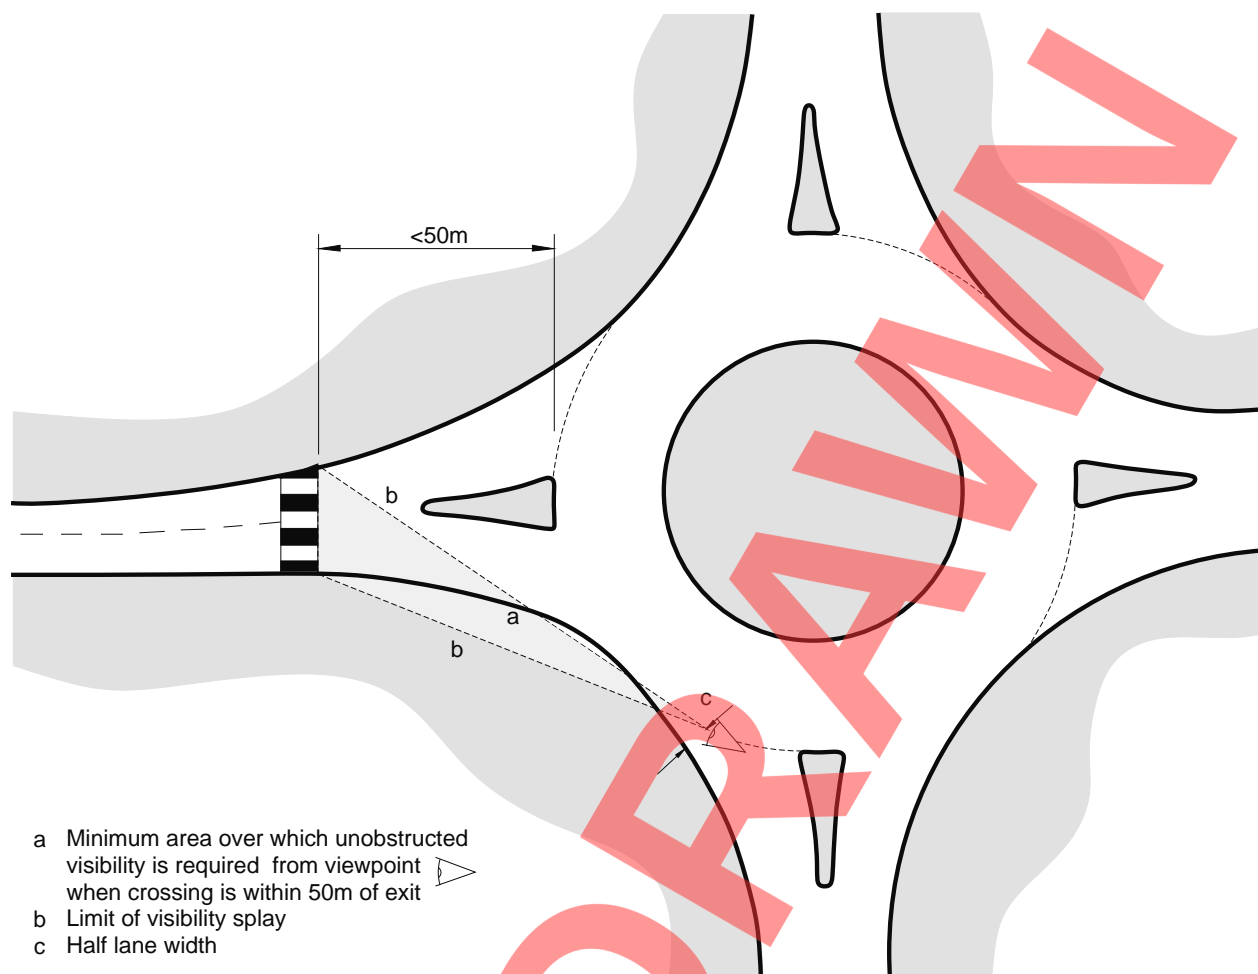 <50m
b
a
b
c
a Minimum area over which unobstructed
visibility is required from viewpoint
when crossing is within 50m of exit
b Limit of visibility splay
c Half lane width